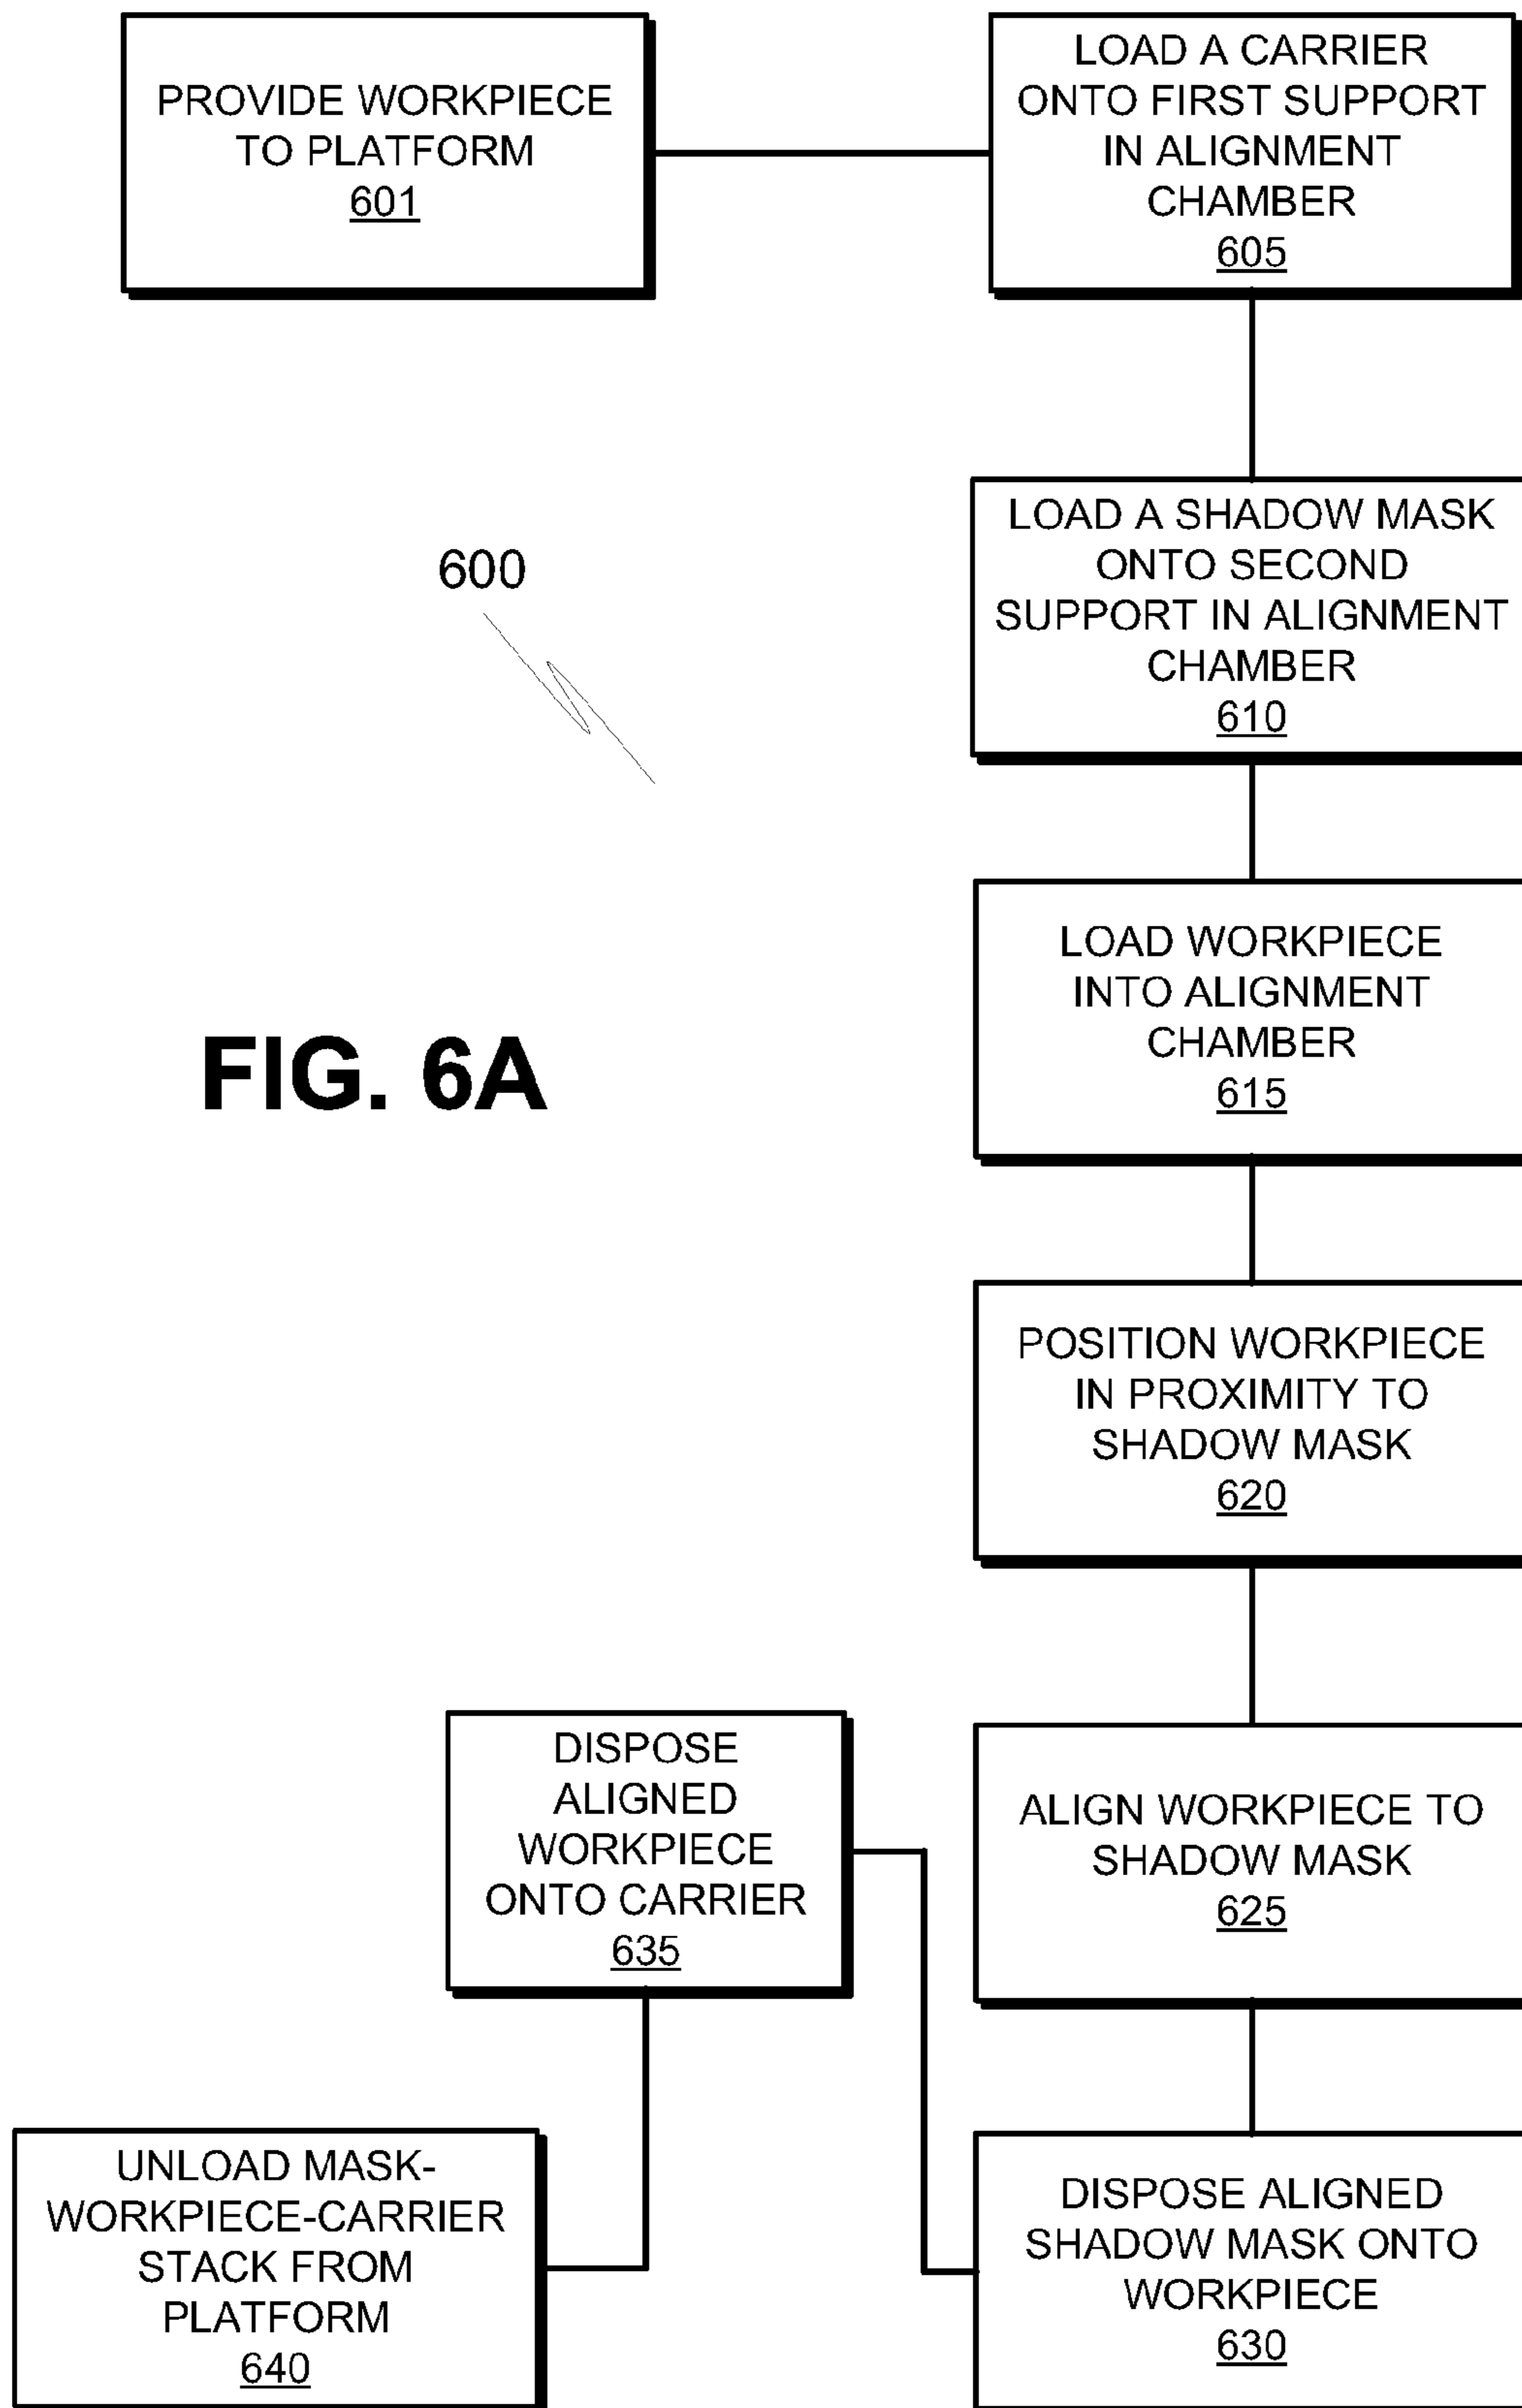 PROVIDE WORKPIECE
TO PLATFORM
601
LOAD A CARRIER
ONTO FIRST SUPPORT
IN ALIGNMENT
CHAMBER
605
LOAD A SHADOW MASK
ONTO SECOND
SUPPORT IN ALIGNMENT
CHAMBER
610
600
LOAD WORKPIECE
INTO ALIGNMENT
CHAMBER
615
FIG. 6A
POSITION WORKPIECE
IN PROXIMITY TO
SHADOW MASK
620
ALIGN WORKPIECE TO
SHADOW MASK
625
DISPOSE ALIGNED
SHADOW MASK ONTO
WORKPIECE
630
DISPOSE
ALIGNED
WORKPIECE
ONTO CARRIER
635
UNLOAD MASK-
WORKPIECE-CARRIER
STACK FROM
PLATFORM
640